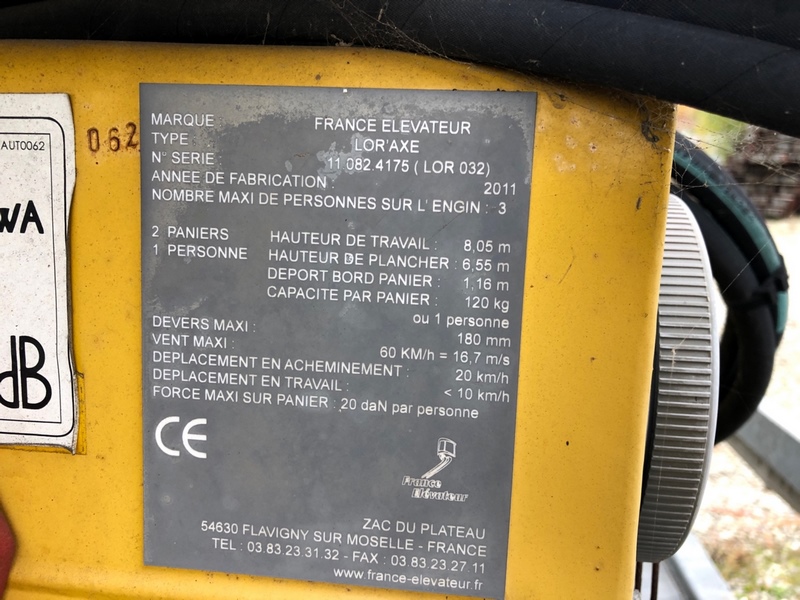 AUTO062
WA
dB
062
MARQUE : FRANCE ELEVATEUR
TYPE : LOR'AXE
N° SERIE : 11.082.4175 ( LOR 032)
ANNEE DE FABRICATION : 2011
NOMBRE MAXI DE PERSONNES SUR L' ENGIN : 3
2 PANIERS HAUTEUR DE TRAVAIL : 8,05 m
1 PERSONNE HAUTEUR DE PLANCHER : 6,55 m
DEPORT BORD PANIER : 1,16 m
CAPACITE PAR PANIER : 120 kg
ou 1 personne
DEVERS MAXI : 180 mm
VENT MAXI : 60 KM/H = 16,7 m/s
DEPLACEMENT EN ACHEMINEMENT : 20 km/h
DEPLACEMENT EN TRAVAIL : < 10 km/h
FORCE MAXI SUR PANIER : 20 daN par personne
CE
France
Elévateur
ZAC DU PLATEAU
54630 FLAVIGNY SUR MOSELLE - FRANCE
TEL : 03.83.23.31.32 - FAX : 03.83.23.27.11
www.france-elevateur.fr